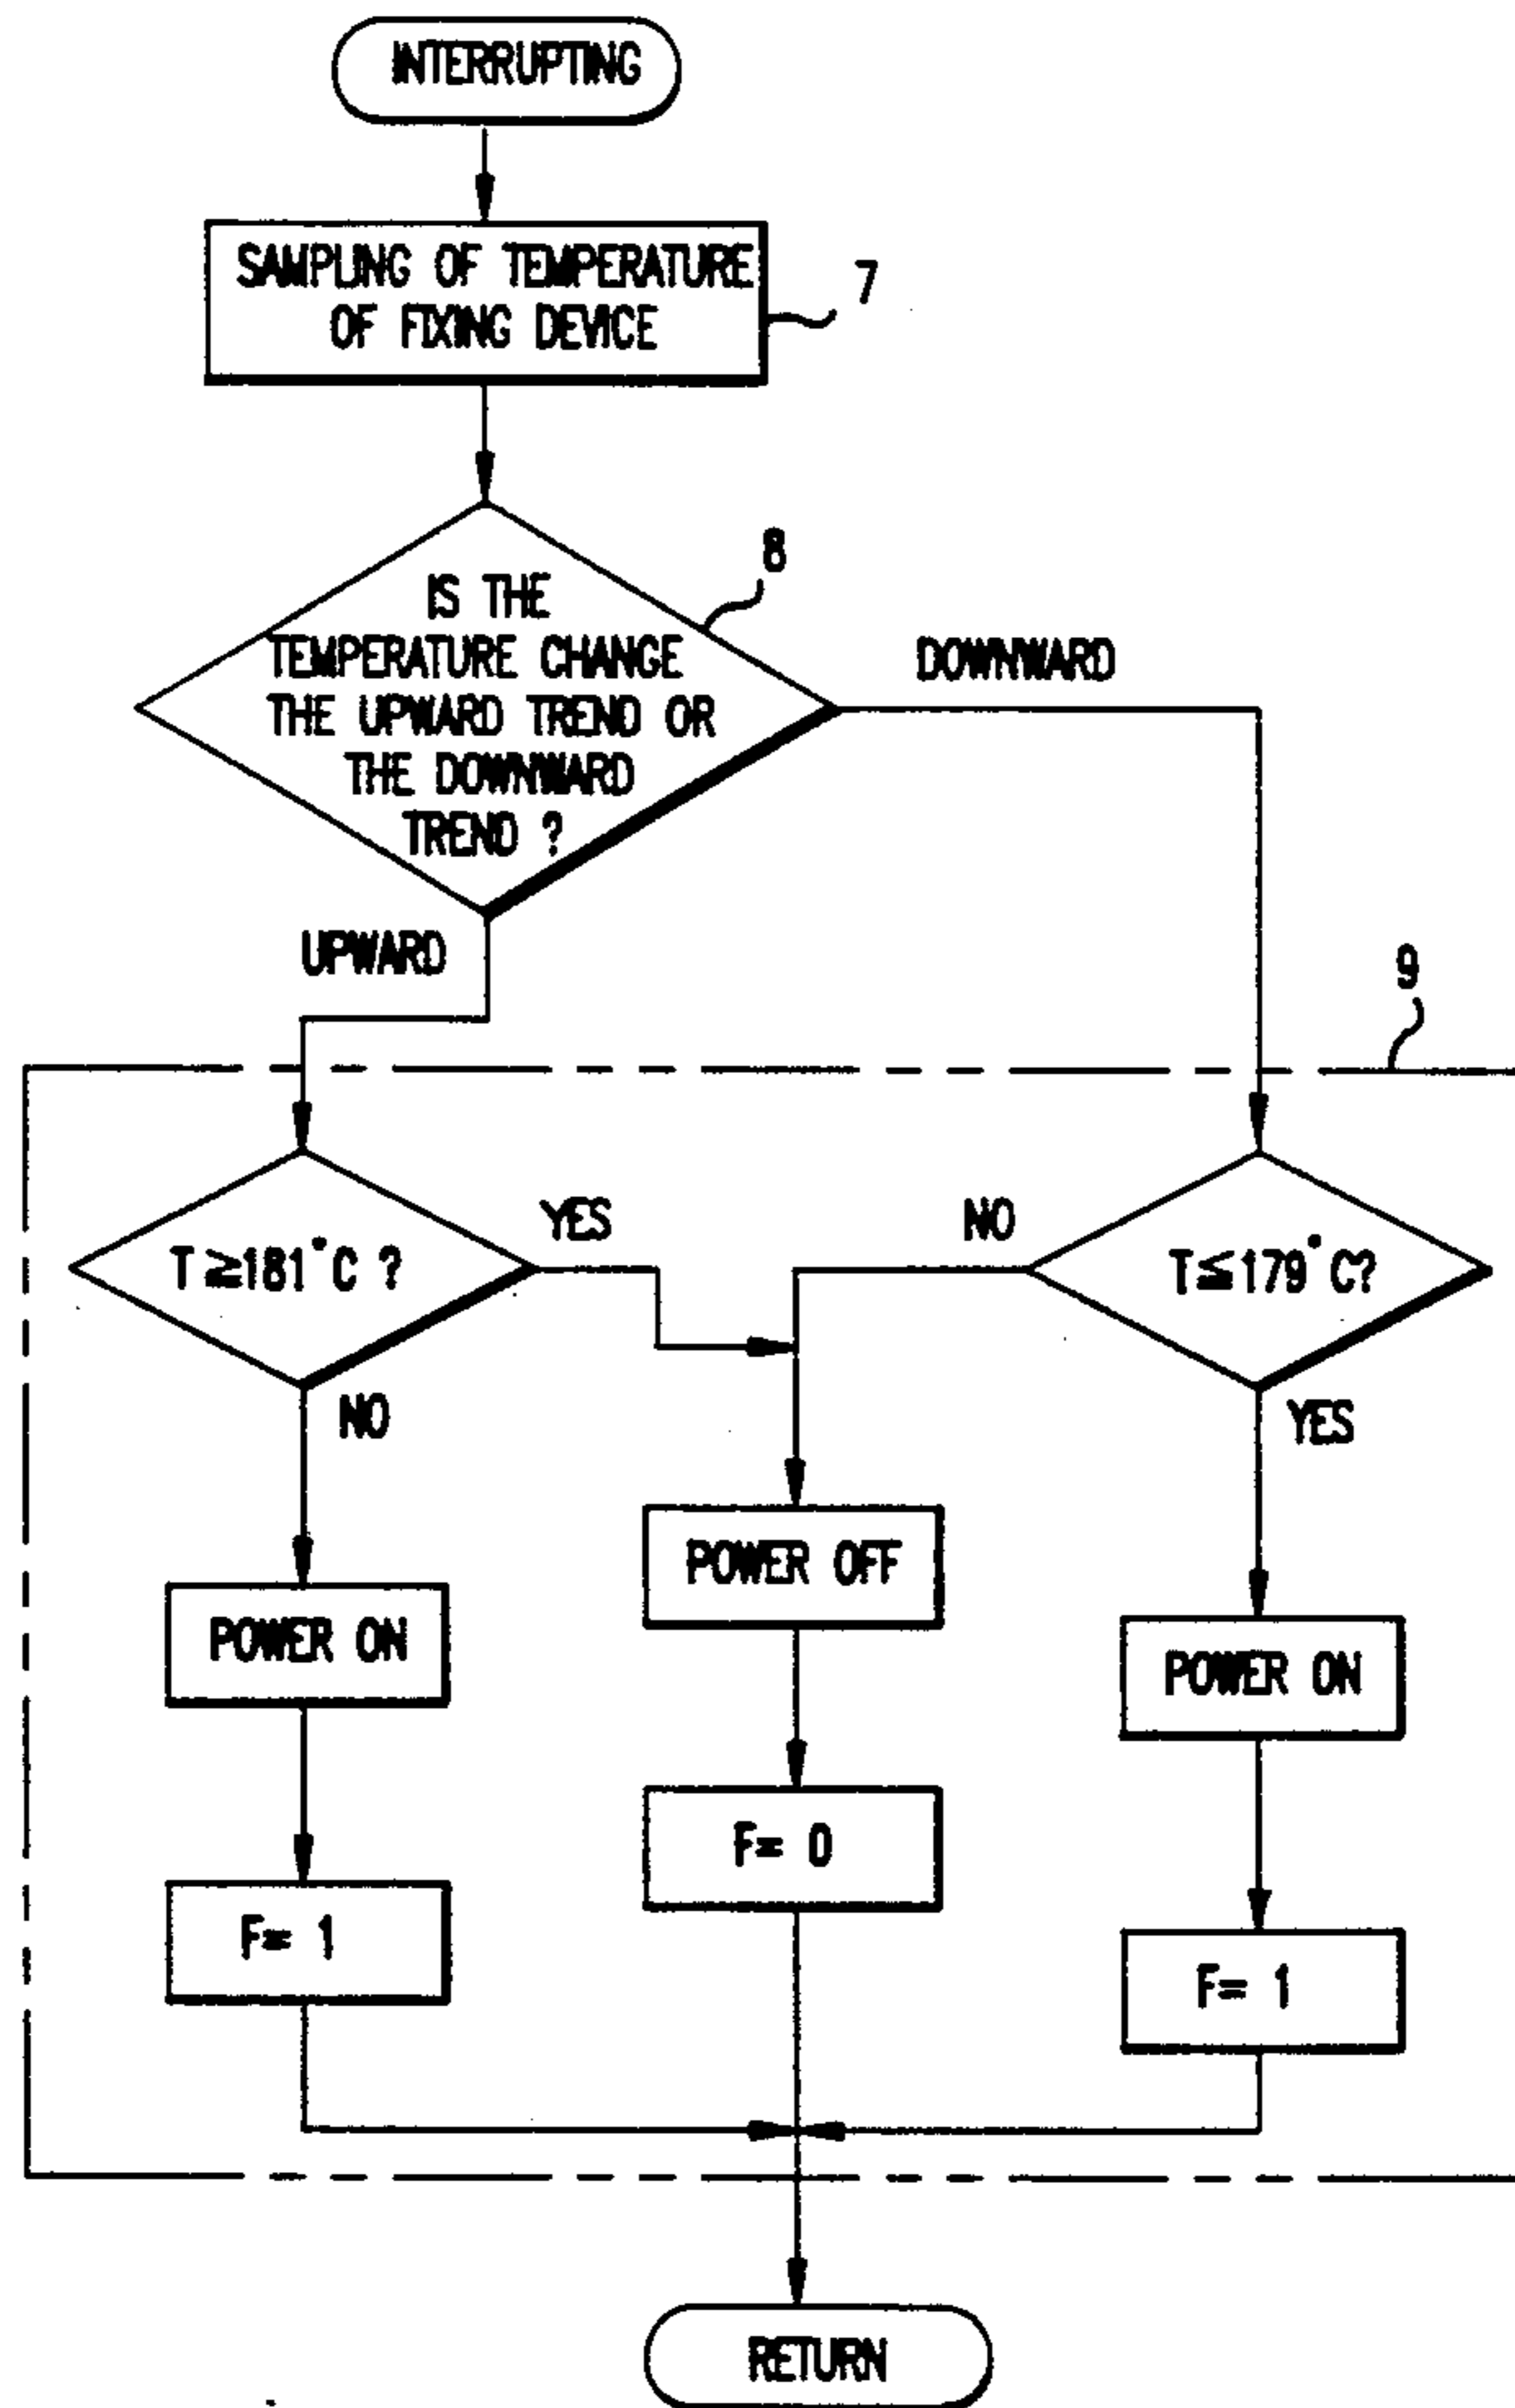 INTERRUPTING
SAMPLING OF TEMPERATURE
OF FIXING DEVICE
7
8
IS THE
TEMPERATURE CHANGE
THE UPWARD TREND OR
THE DOWNWARD
TREND ?
DOWNWARD
UPWARD
9
T ≧181°C ?
YES
NO
NO
T≦179°C?
YES
POWER ON
POWER OFF
POWER ON
F= 1
F= 0
F= 1
RETURN